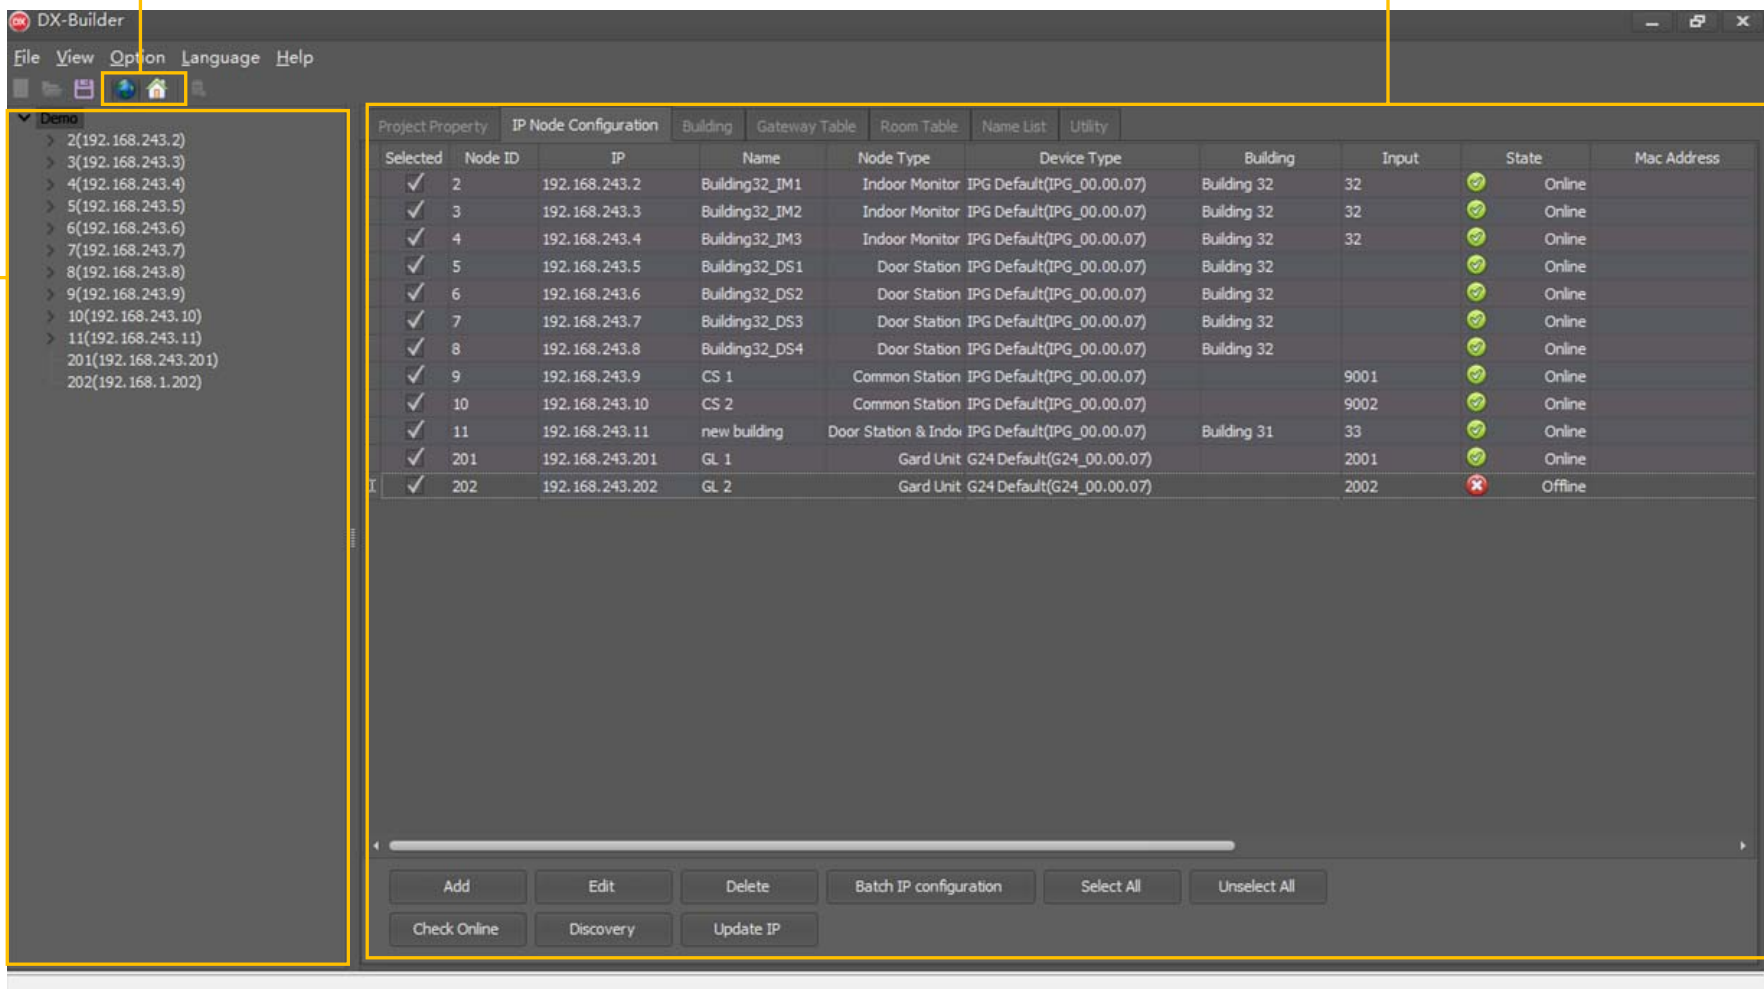 DX-Builder
File View Option Language Help
Demo
2(192.168.243.2)
3(192.168.243.3)
4(192.168.243.4)
5(192.168.243.5)
6(192.168.243.6)
7(192.168.243.7)
8(192.168.243.8)
9(192.168.243.9)
10(192.168.243.10)
11(192.168.243.11)
201(192.168.243.201)
202(192.168.1.202)
Project Property IP Node Configuration Building Gateway Table Room Table Name List Utility
Selected Node ID IP Name Node Type Device Type Building Input State Mac Address
2 192.168.243.2 Building32_IM1 Indoor Monitor IPG Default(IPG_00.00.07) Building 32 32 Online
3 192.168.243.3 Building32_IM2 Indoor Monitor IPG Default(IPG_00.00.07) Building 32 32 Online
4 192.168.243.4 Building32_IM3 Indoor Monitor IPG Default(IPG_00.00.07) Building 32 32 Online
5 192.168.243.5 Building32_DS1 Door Station IPG Default(IPG_00.00.07) Building 32 Online
6 192.168.243.6 Building32_DS2 Door Station IPG Default(IPG_00.00.07) Building 32 Online
7 192.168.243.7 Building32_DS3 Door Station IPG Default(IPG_00.00.07) Building 32 Online
8 192.168.243.8 Building32_DS4 Door Station IPG Default(IPG_00.00.07) Building 32 Online
9 192.168.243.9 CS 1 Common Station IPG Default(IPG_00.00.07) 9001 Online
10 192.168.243.10 CS 2 Common Station IPG Default(IPG_00.00.07) 9002 Online
11 192.168.243.11 new building Door Station & Indo IPG Default(IPG_00.00.07) Building 31 33 Online
201 192.168.243.201 GL 1 Gard Unit G24 Default(G24_00.00.07) 2001 Online
202 192.168.243.202 GL 2 Gard Unit G24 Default(G24_00.00.07) 2002 Offline
Add Edit Delete Batch IP configuration Select All Unselect All
Check Online Discovery Update IP